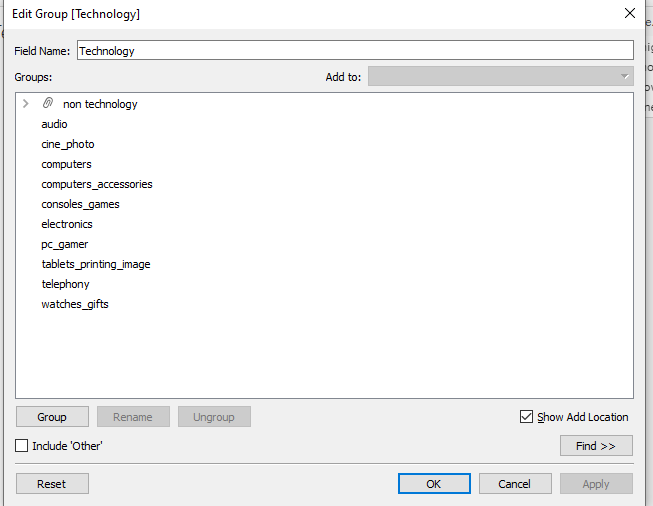 Edit Group [Technology]
Field Name: Technology
Groups: Add to:
non technology
audio
cine_photo
computers
computers_accessories
consoles_games
electronics
pc_gamer
tablets_printing_image
telephony
watches_gifts
Group Rename Ungroup Show Add Location
Include 'Other' Find >>
Reset OK Cancel Apply